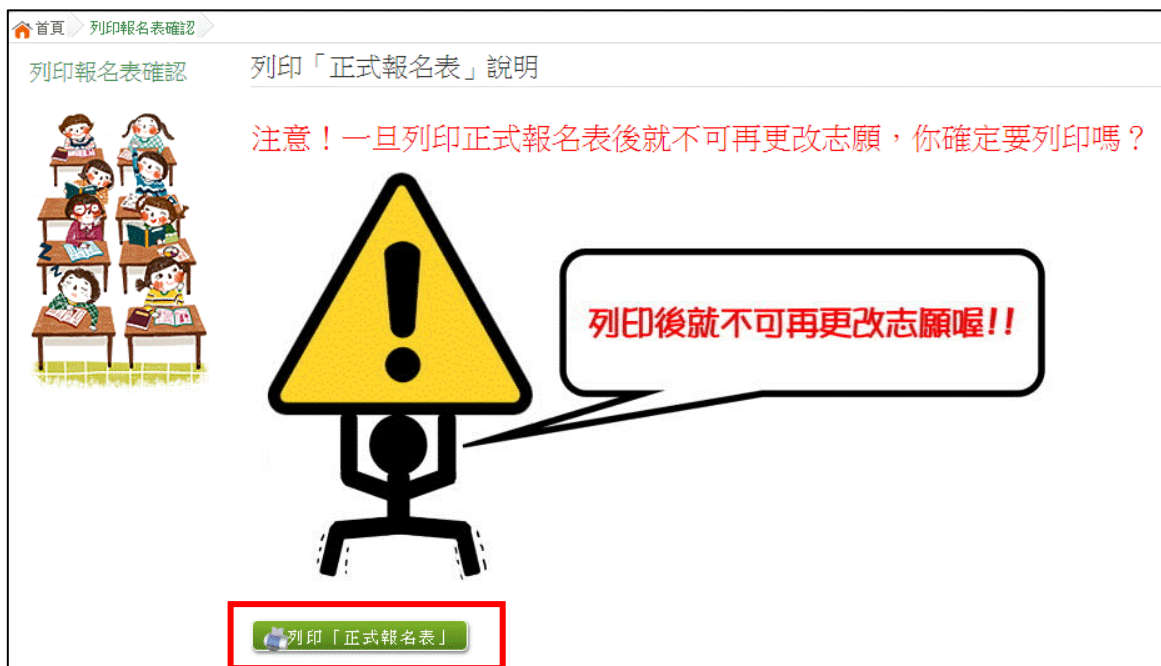 首頁 列印報名表確認
列印報名表確認
列印「正式報名表」說明
注意！一旦列印正式報名表後就不可再更改志願，你確定要列印嗎？
列印後就不可再更改志願喔!!
列印「正式報名表」